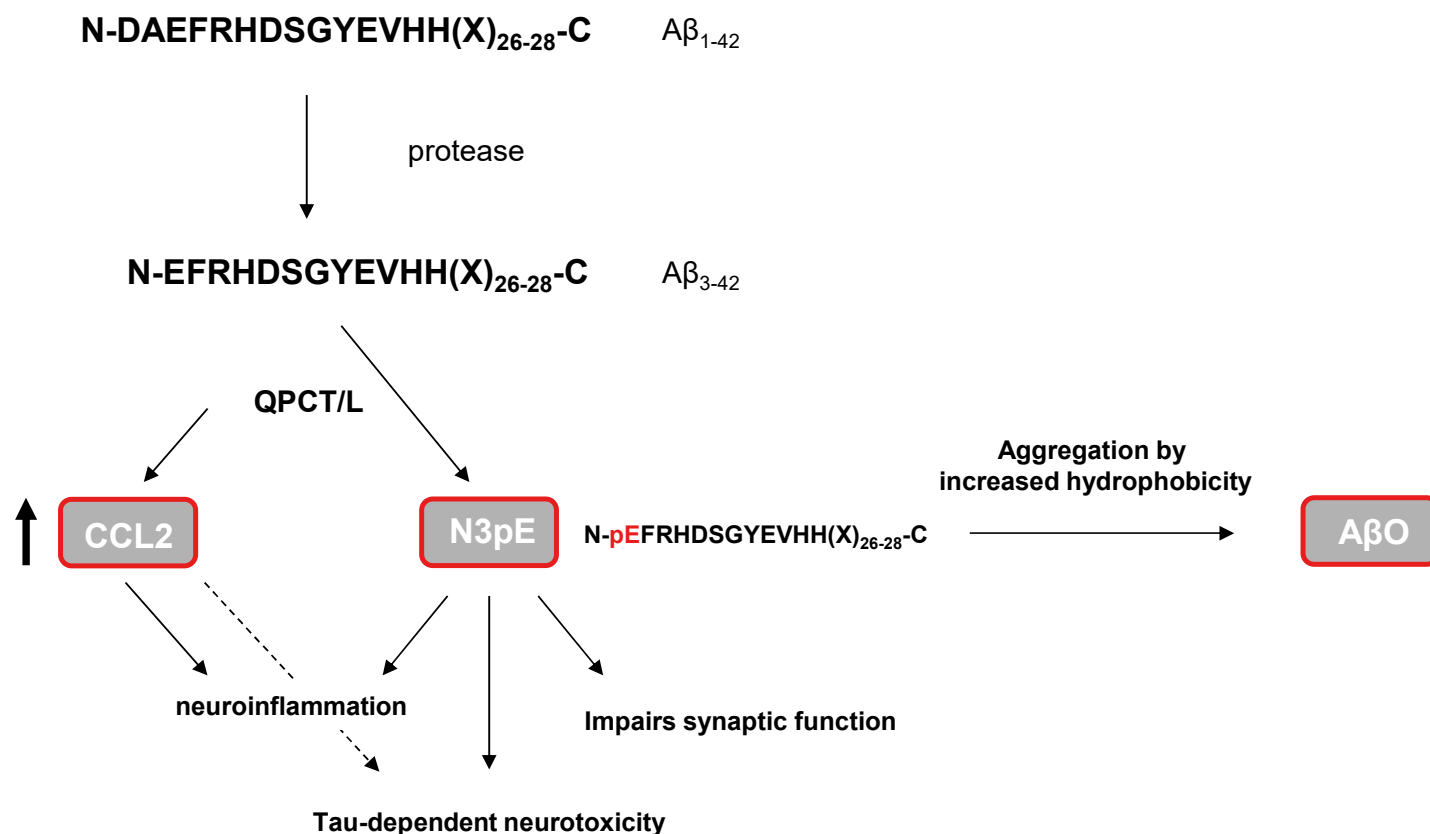 N-DAEFRHDSGYEVHH(X)26-28-C Aβ1-42
protease
N-EFRHDSGYEVHH(X)26-28-C Aβ3-42
QPCT/L
Aggregation by
increased hydrophobicity
CCL2
N3pE
N-pEFRHDSGYEVHH(X)26-28-C
AβO
neuroinflammation
Impairs synaptic function
Tau-dependent neurotoxicity